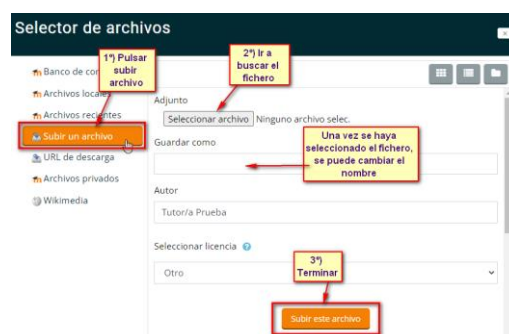 Selector de archivos
1º) Pulsar
subir
archivo
2º) Ir a
buscar el
fichero
Banco de con
Archivos locales
Archivos recientes
Subir un archivo
URL de descarga
Archivos privados
Wikimedia
Adjunto
Seleccionar archivo Ninguno archivo selec.
Guardar como
Una vez se haya
seleccionado el fichero,
se puede cambiar el
nombre
Autor
Tutor/a Prueba
Seleccionar licencia
Otro
3º)
Terminar
Subir este archivo